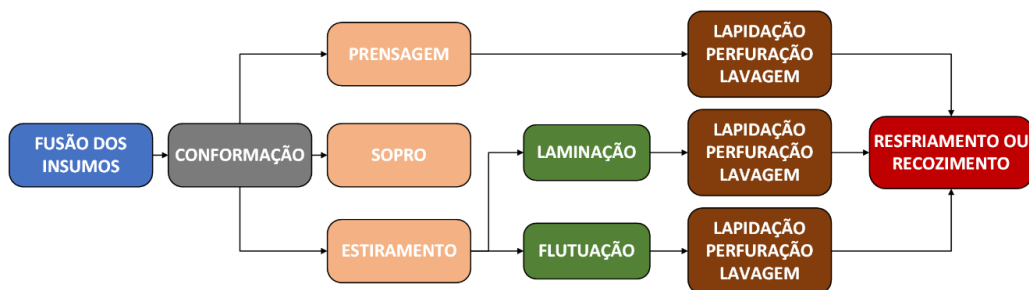 FUSÃO DOS
INSUMOS
CONFORMAÇÃO
PRENSAGEM
SOPRO
ESTIRAMENTO
LAMINAÇÃO
FLUTUAÇÃO
LAPIDAÇÃO
PERFURAÇÃO
LAVAGEM
LAPIDAÇÃO
PERFURAÇÃO
LAVAGEM
LAPIDAÇÃO
PERFURAÇÃO
LAVAGEM
RESFRIAMENTO OU
RECOZIMENTO